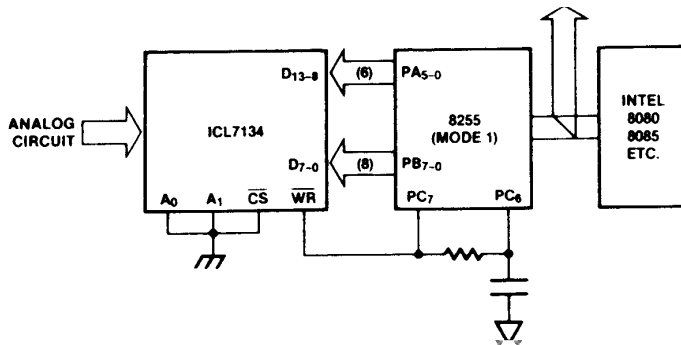 ANALOG
CIRCUIT
ICL7134
D13–8
D7–0
A0
A1
CS
WR
(6)
(8)
PA5–0
PB7–0
8255
(MODE 1)
PC7
PC6
INTEL
8080
8085
ETC.